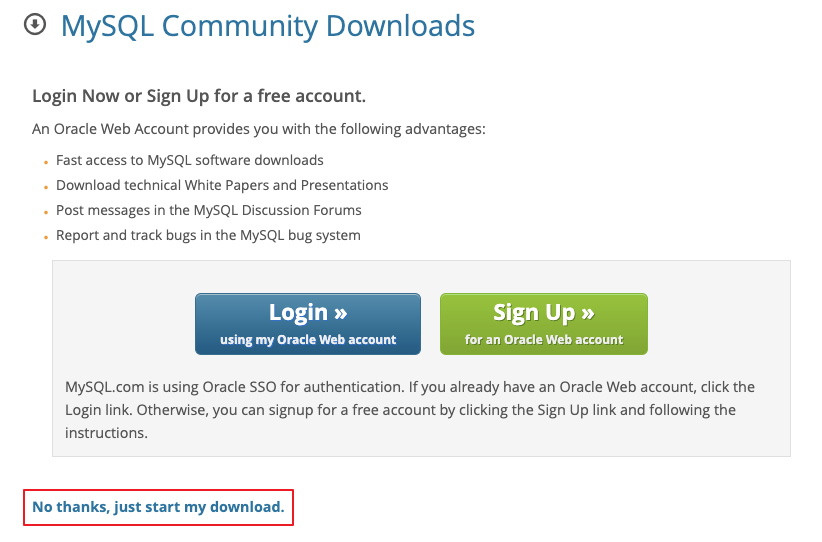 MySQL Community Downloads
Login Now or Sign Up for a free account.
An Oracle Web Account provides you with the following advantages:
Fast access to MySQL software downloads
Download technical White Papers and Presentations
Post messages in the MySQL Discussion Forums
Report and track bugs in the MySQL bug system
Login »
using my Oracle Web account
Sign Up »
for an Oracle Web account
MySQL.com is using Oracle SSO for authentication. If you already have an Oracle Web account, click the
Login link. Otherwise, you can signup for a free account by clicking the Sign Up link and following the
instructions.
No thanks, just start my download.